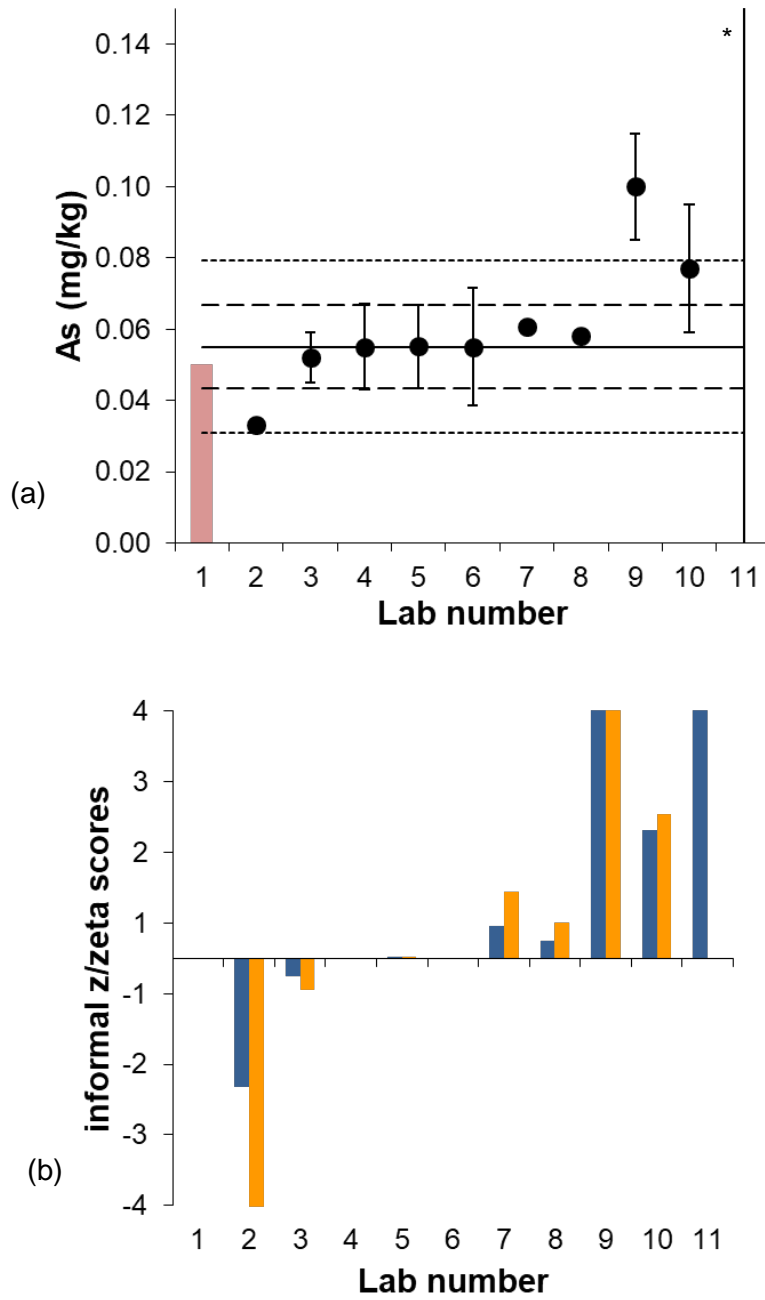 As (mg/kg)
0.14
0.12
0.10
0.08
0.06
0.04
0.02
0.00
*
(a)
1 2 3 4 5 6 7 8 9 10 11
Lab number
informal z/zeta scores
4
3
2
1
-1
-2
-3
-4
(b)
1 2 3 4 5 6 7 8 9 10 11
Lab number